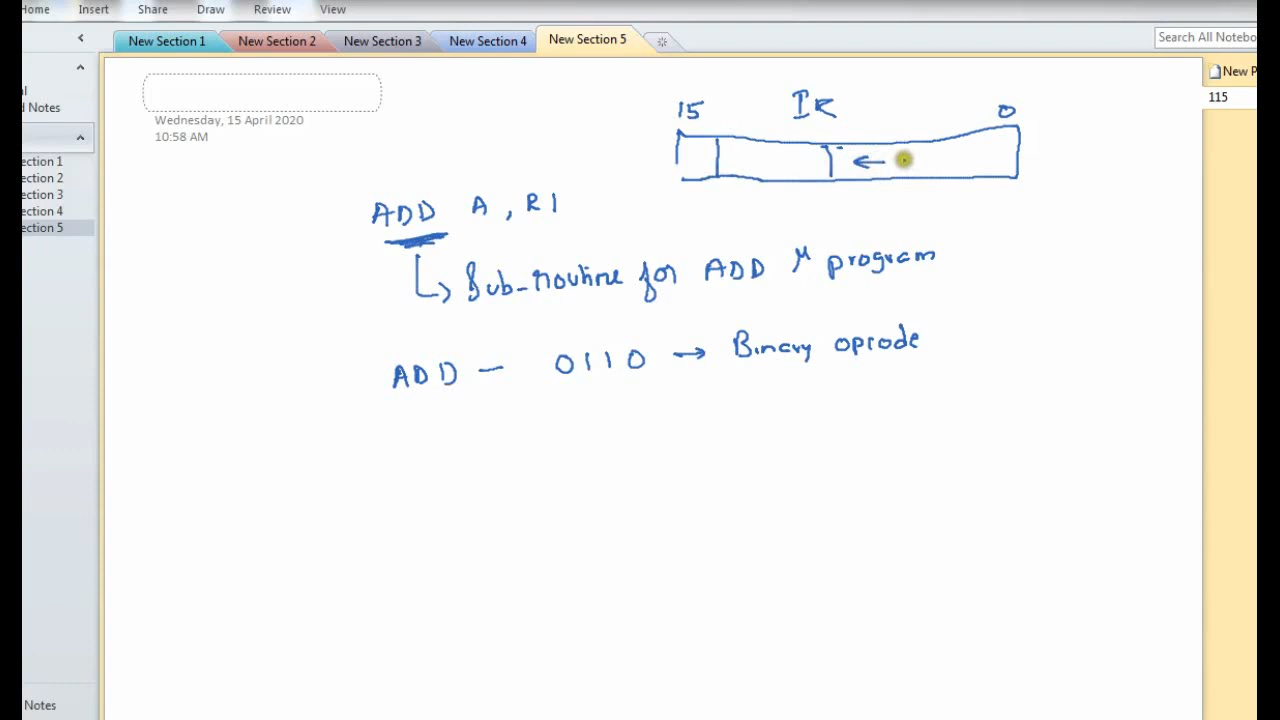 Home Insert Share Draw Review View
New Section 1 New Section 2 New Section 3 New Section 4 New Section 5
Search All Notebo
New P
115
Wednesday, 15 April 2020
10:58 AM
Notes
ection 1
ection 2
ection 3
ection 4
ection 5
15 IR 0
ADD A, R1
Sub-routine for ADD μ program
ADD - 0110 → Binary opcode
Notes